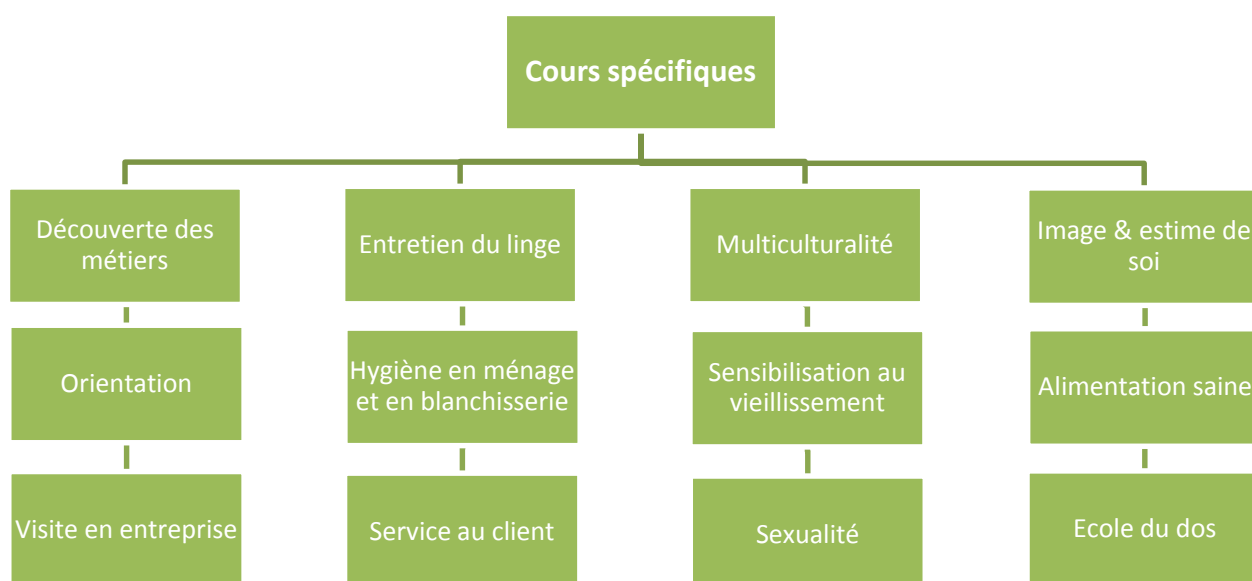 Cours spécifiques
Découverte des
métiers
Entretien du linge
Multiculturalité
Image & estime de
soi
Orientation
Hygiène en ménage
et en blanchisserie
Sensibilisation au
vieillissement
Alimentation saine
Visite en entreprise
Service au client
Sexualité
Ecole du dos